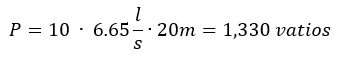 P = 10 · 6.65 l/s · 20m = 1,330 vatios